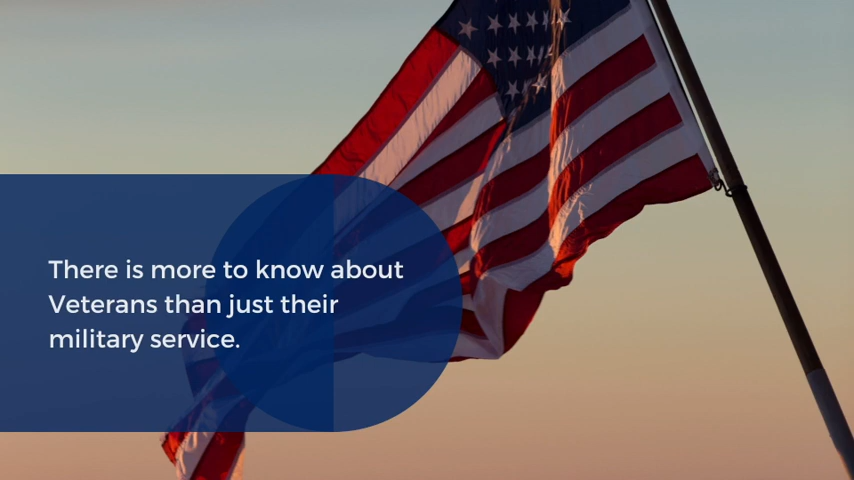 There is more to know about
Veterans than just their
military service.